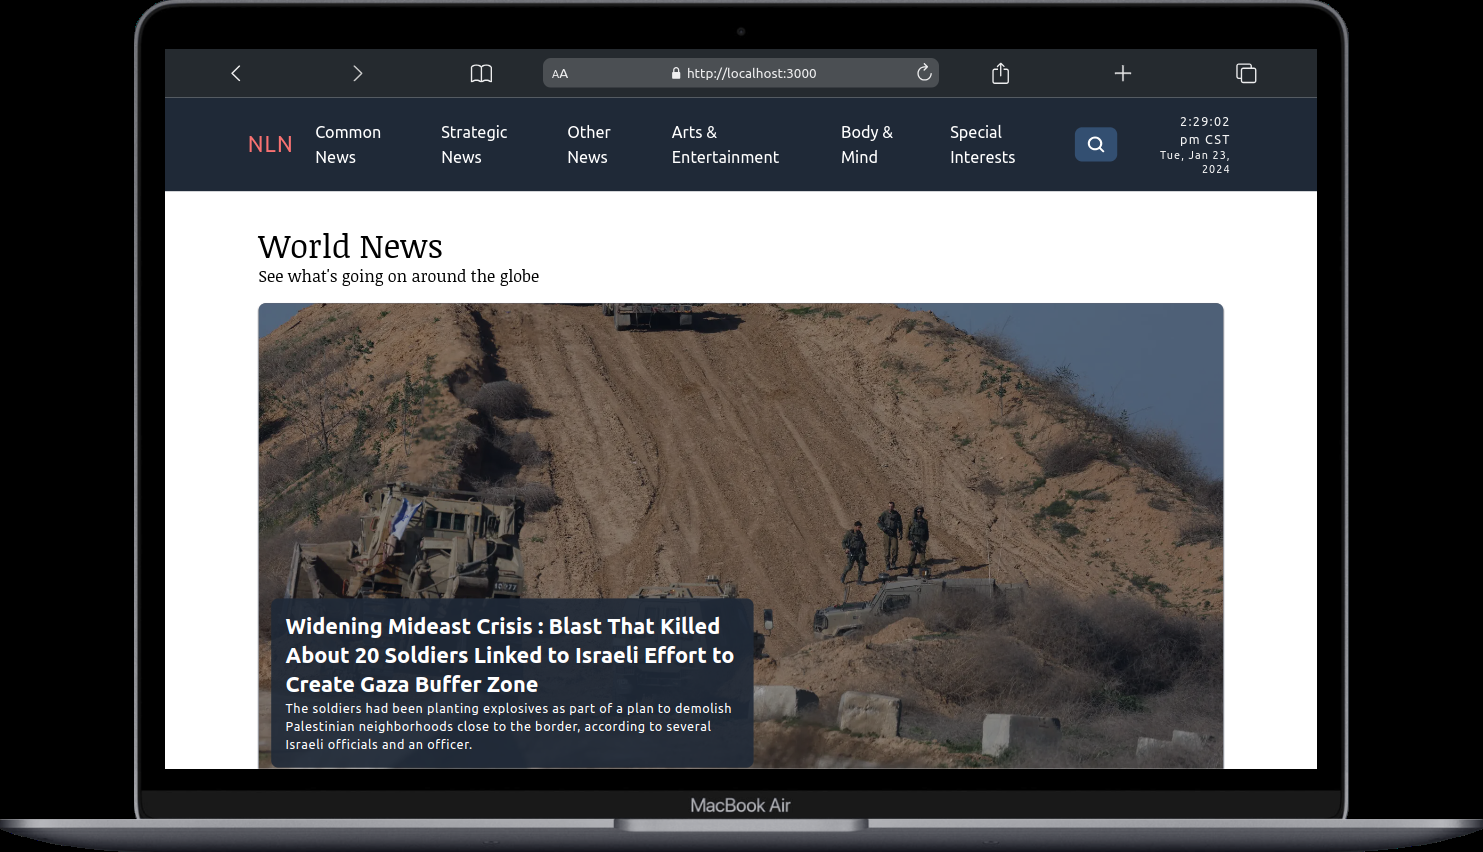 AA
http://localhost:3000
NLN
Common
News
Strategic
News
Other
News
Arts &
Entertainment
Body &
Mind
Special
Interests
2:29:02
pm CST
Tue, Jan 23,
2024
World News
See what's going on around the globe
Widening Mideast Crisis : Blast That Killed
About 20 Soldiers Linked to Israeli Effort to
Create Gaza Buffer Zone
The soldiers had been planting explosives as part of a plan to demolish
Palestinian neighborhoods close to the border, according to several
Israeli officials and an officer.
MacBook Air